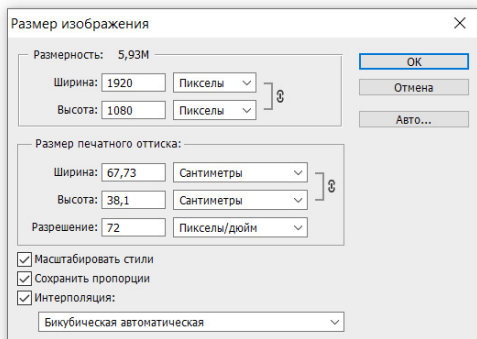 Размер изображения
Размерность: 5,93M
Ширина: 1920 Пикселы
Высота: 1080 Пикселы
Размер печатного оттиска:
Ширина: 67,73 Сантиметры
Высота: 38,1 Сантиметры
Разрешение: 72 Пикселы/дюйм
Масштабировать стили
Сохранить пропорции
Интерполяция:
Бикубическая автоматическая
ОК
Отмена
Авто...